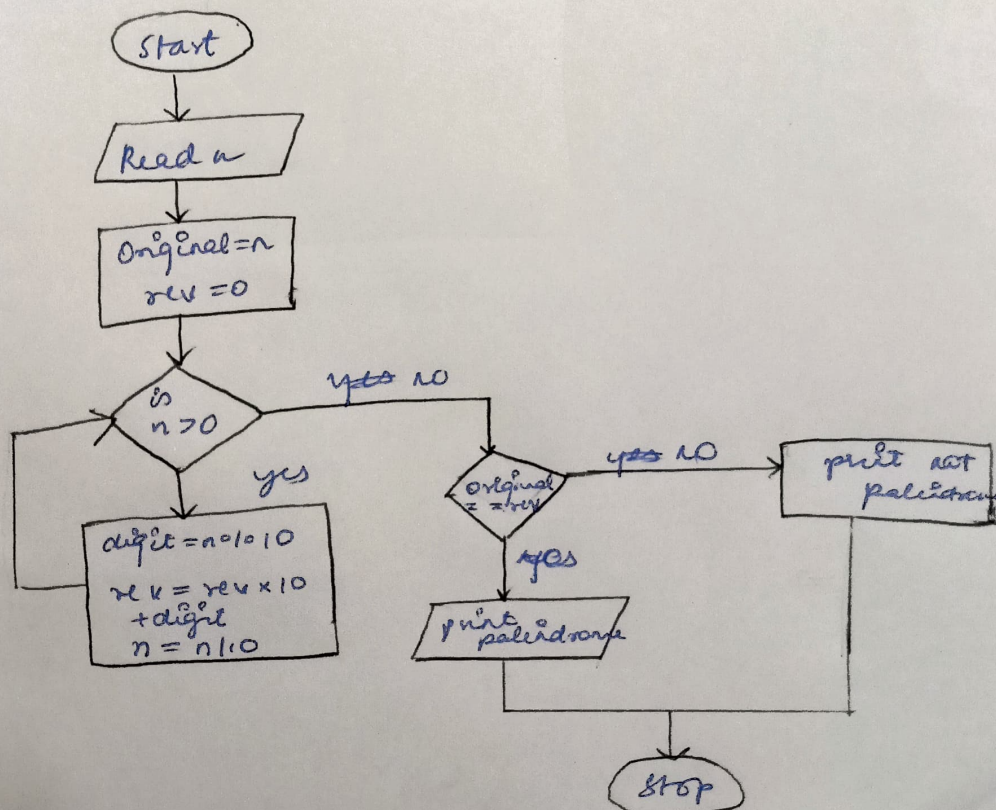 Start
Read n
Original=n
rev=0
is
n>0
yes
digit=n%10
rev=rev×10
+digit
n=n/10
no
original
==rev
no
print not
palindrome
yes
print
palindrome
Stop